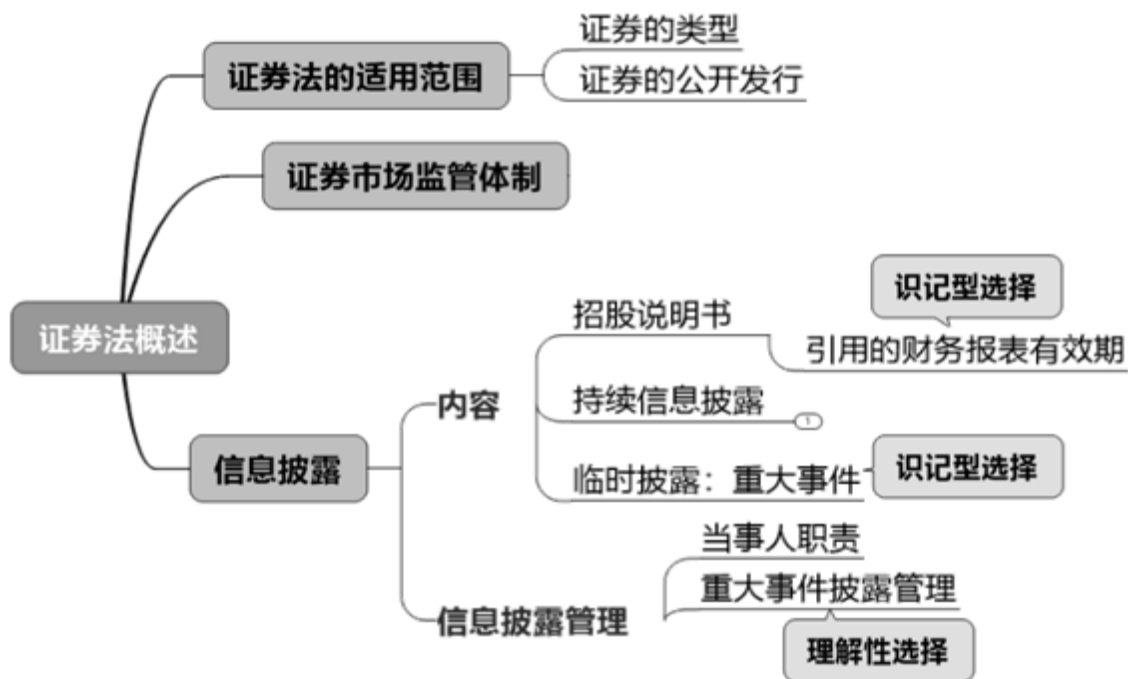 证券的类型
证券法的适用范围
证券的公开发行
证券市场监管体制
识记型选择
招股说明书
证券法概述
引用的财务报表有效期
内容
持续信息披露
1
信息披露
临时披露：重大事件
识记型选择
当事人职责
重大事件披露管理
信息披露管理
理解性选择